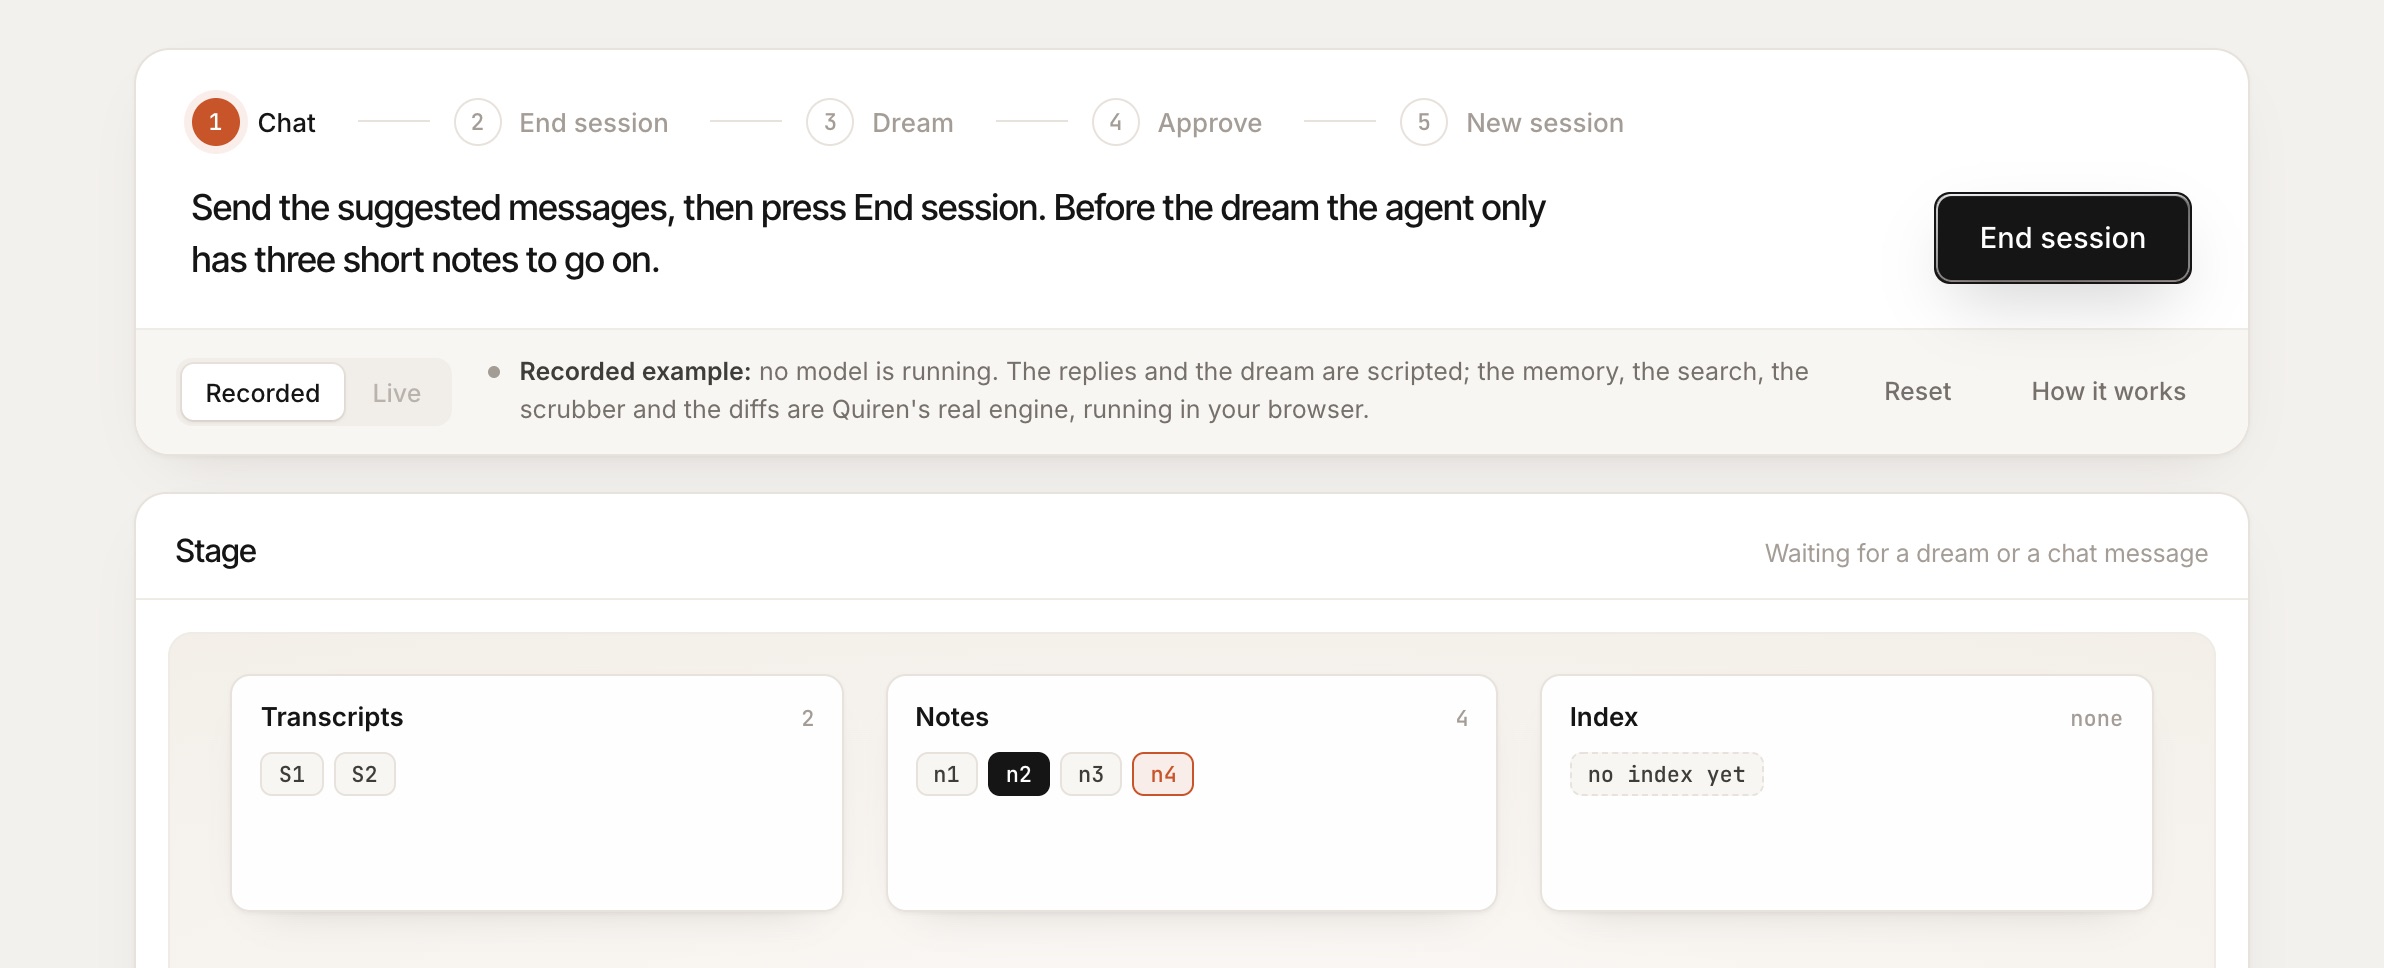 1 Chat 2 End session 3 Dream 4 Approve 5 New session
Send the suggested messages, then press End session. Before the dream the agent only
has three short notes to go on.
End session
Recorded Live
Recorded example: no model is running. The replies and the dream are scripted; the memory, the search, the
scrubber and the diffs are Quiren's real engine, running in your browser.
Reset How it works
Stage Waiting for a dream or a chat message
Transcripts 2
S1 S2
Notes 4
n1 n2 n3 n4
Index none
no index yet